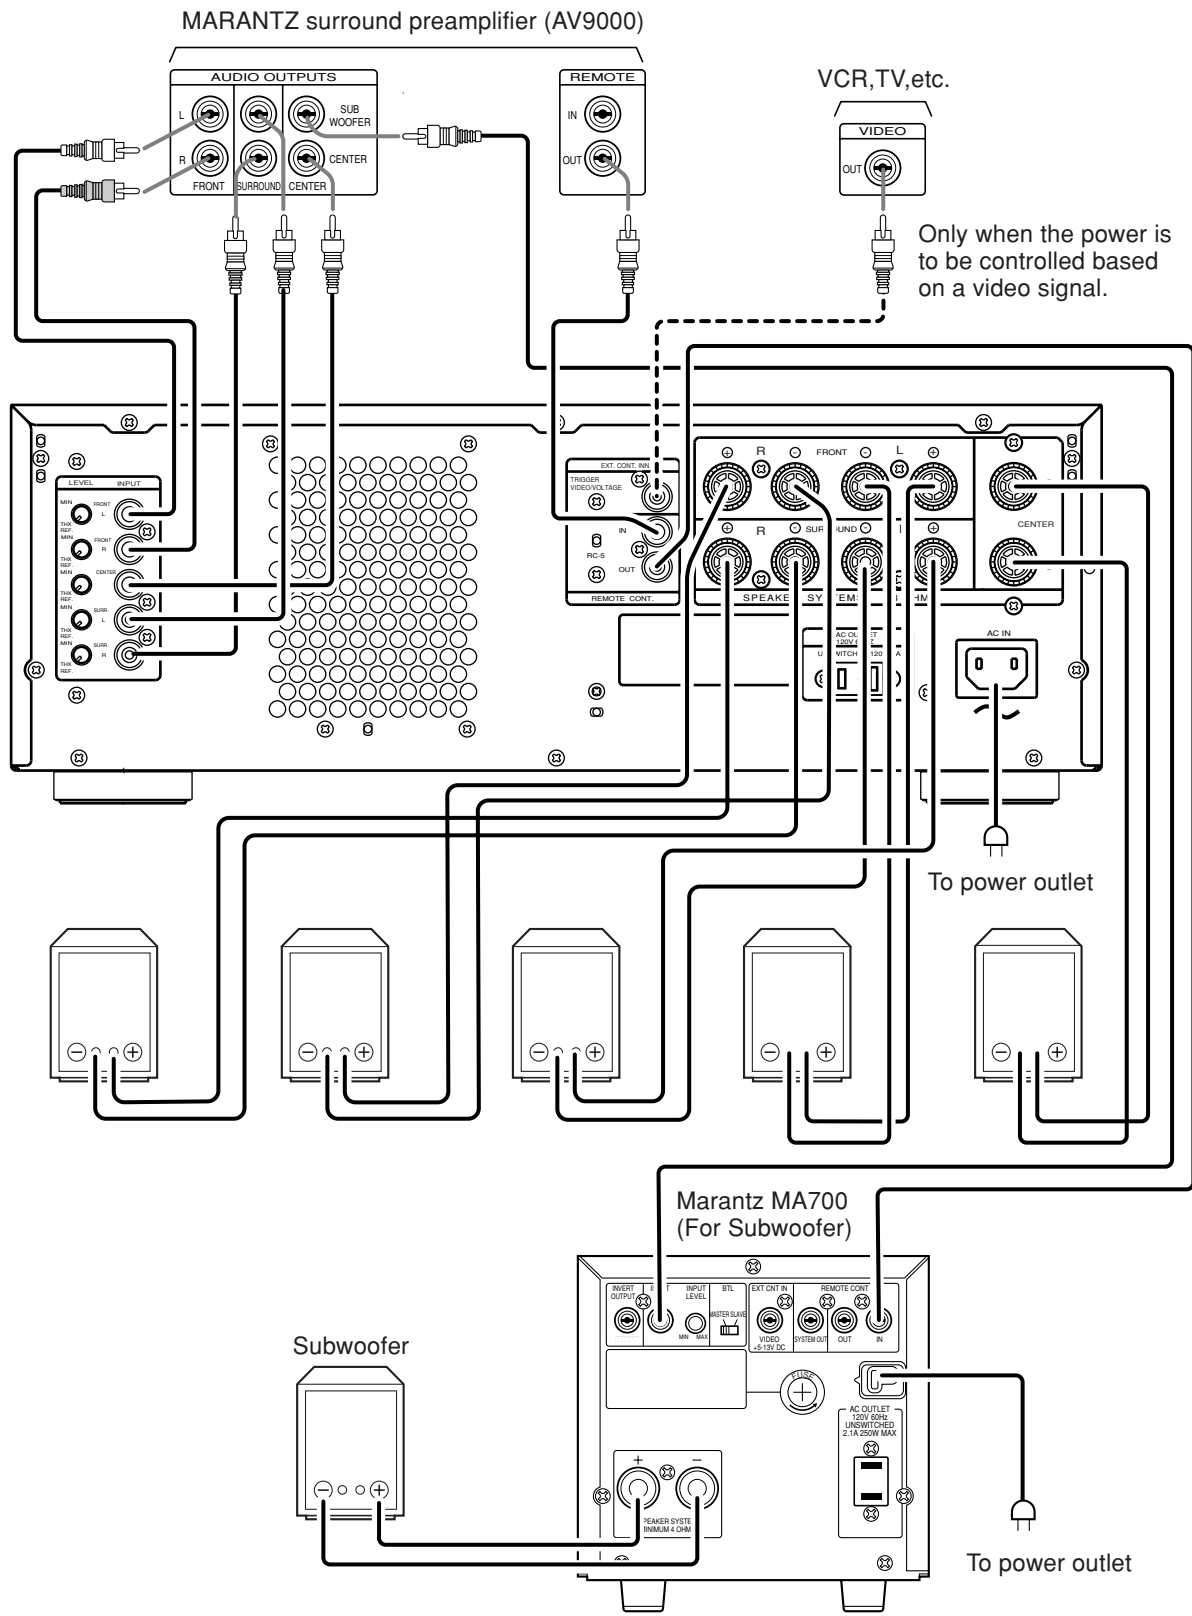 MARANTZ surround preamplifier (AV9000)
AUDIO OUTPUTS
L
SUB
WOOFER
R
CENTER
FRONT
SURROUND
CENTER
REMOTE
IN
OUT
VCR,TV,etc.
VIDEO
OUT
Only when the power is
to be controlled based
on a video signal.
LEVEL INPUT
MIN
FRONT
L
THX
REF.
MIN
FRONT
R
THX
REF.
MIN
CENTER
THX
REF.
MIN
SURR.
L
THX
REF.
MIN
SURR.
R
THX
REF.
EXT. CONT. INN
TRIGGER
VIDEO/VOLTAGE
IN
RC-5
OUT
REMOTE CONT.
+ R - FRONT - L +
+ R - - +
CENTER
AC IN
To power outlet
− +
− +
− +
− +
− +
Marantz MA700
(For Subwoofer)
INVERT
OUTPUT
INPUT
LEVEL
MIN MAX
BTL
MASTER SLAVE
EXT CNT IN
VIDEO
+5-13V DC
REMOTE CONT
SYSTEM OUT
OUT
IN
FUSE
AC OUTLET
120V 60Hz
UNSWITCHED
2.1A 250W MAX
+ −
MINIMUM 4 OHM
Subwoofer
− +
To power outlet